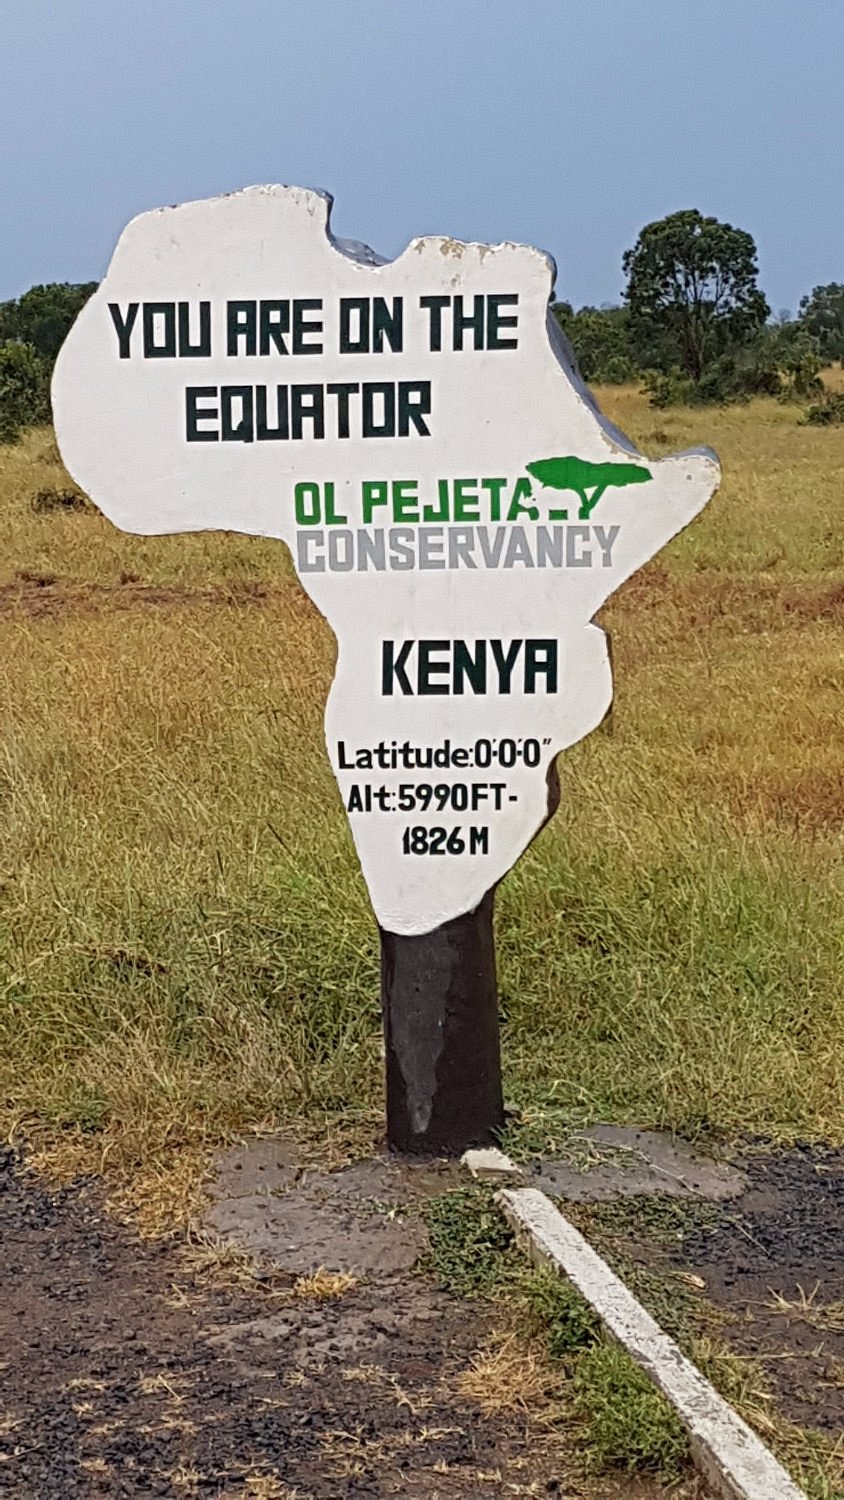 YOU ARE ON THE
EQUATOR
OL PEJETA
CONSERVANCY
KENYA
Latitude:0·0·0"
Alt:5990FT-
1826M